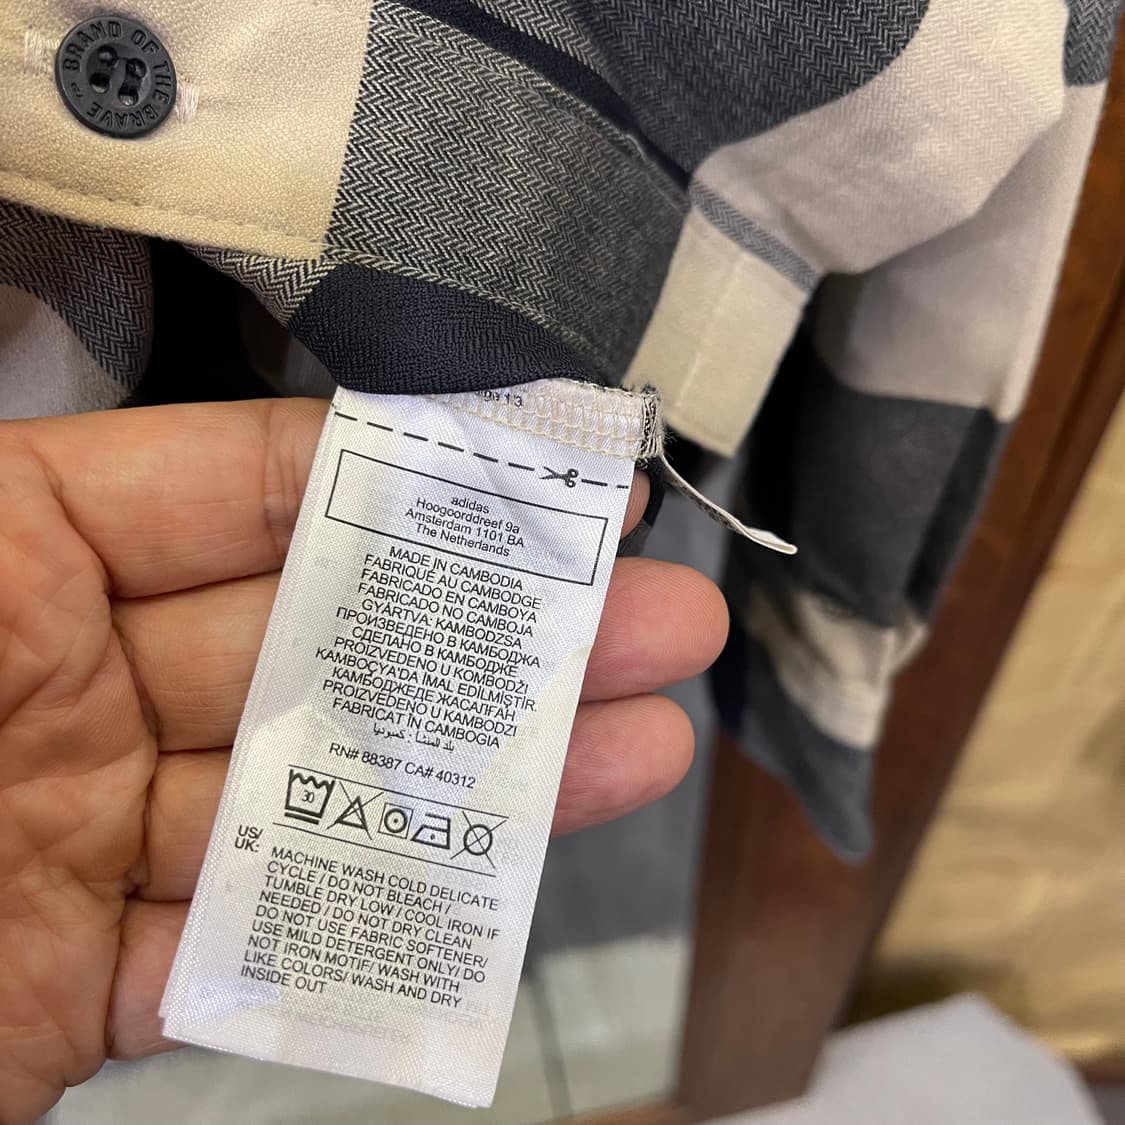 BRAND OF THE BRAVE
adidas
Hoogoorddreef 9a
Amsterdam 1101 BA
The Netherlands
MADE IN CAMBODIA
FABRIQUÉ AU CAMBODGE
FABRICADO EN CAMBOYA
FABRICADO NO CAMBOJA
GYÁRTVA: KAMBODZSA
ПРОИЗВЕДЕНО В КАМБОДЖА
СДЕЛАНО В КАМБОДЖЕ
PROIZVEDENO U KOMBODŽI
KAMBOÇYA'DA İMAL EDİLMİŞTİR.
КАМБОДЖЕДЕ ЖАСАЛҒАН
PROIZVEDENO U KAMBODZI
FABRICAT ÎN CAMBOGIA
بلد المنشأ - كمبوديا
RN# 88387 CA# 40312
30
US/
UK:
MACHINE WASH COLD DELICATE
CYCLE / DO NOT BLEACH /
TUMBLE DRY LOW / COOL IRON IF
NEEDED / DO NOT DRY CLEAN
DO NOT USE FABRIC SOFTENER/
USE MILD DETERGENT ONLY/ DO
NOT IRON MOTIF/ WASH WITH
LIKE COLORS/ WASH AND DRY
INSIDE OUT